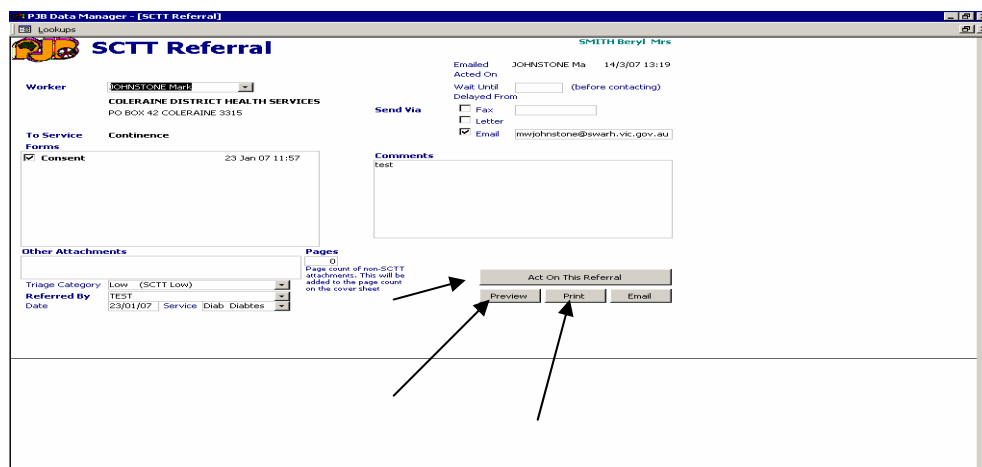 PJB Data Manager - [SCTT Referral]
Lookups
PJB SCTT Referral
SMITH Beryl Mrs
Emailed JOHNSTONE Ma 14/3/07 13:19
Acted On
Worker JOHNSTONE Mark
Wait Until (before contacting)
Delayed From
COLERAINE DISTRICT HEALTH SERVICES
PO BOX 42 COLERAINE 3315
Send Via Fax
Letter
Email mwjohnstone@swarh.vic.gov.au
To Service Continence
Forms
Consent 23 Jan 07 11:57
Comments
test
Other Attachments
Pages
0
Page count of non-SCTT
attachments. This will be
added to the page count
on the cover sheet
Triage Category Low (SCTT Low)
Referred By TEST
Date 23/01/07 Service Diab Diabtes
Act On This Referral
Preview Print Email